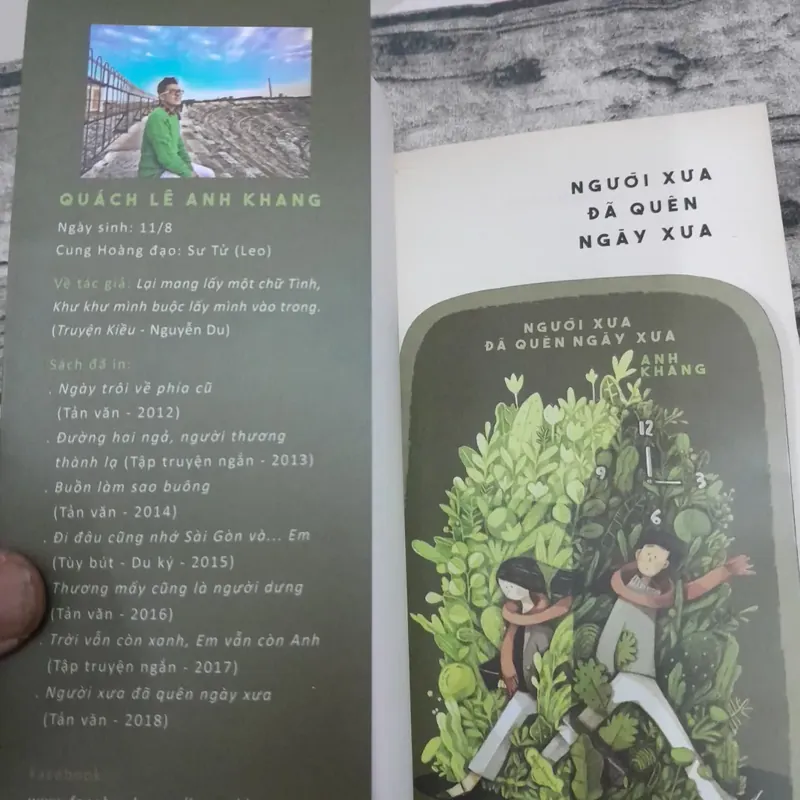 QUÁCH LÊ ANH KHANG
Ngày sinh: 11/8
Cung Hoàng đạo: Sư Tử (Leo)
Về tác giả: Lại mang lấy một chữ Tình,
Khư khư mình buộc lấy mình vào trong.
(Truyện Kiều - Nguyễn Du)
Sách đã in:
. Ngày trôi về phía cũ
(Tản văn - 2012)
. Đường hai ngả, người thương
thành lạ (Tập truyện ngắn - 2013)
. Buồn làm sao buông
(Tản văn - 2014)
. Đi đâu cũng nhớ Sài Gòn và... Em
(Tùy bút - Du ký - 2015)
. Thương mấy cũng là người dưng
(Tản văn - 2016)
. Trời vẫn còn xanh, Em vẫn còn Anh
(Tập truyện ngắn - 2017)
. Người xưa đã quên ngày xưa
(Tản văn - 2018)
Facebook
NGƯỜI XƯA
ĐÃ QUÊN
NGÀY XƯA
NGƯỜI XƯA
ĐÃ QUÊN NGÀY XƯA
ANH
KHANG
12
9
3
6